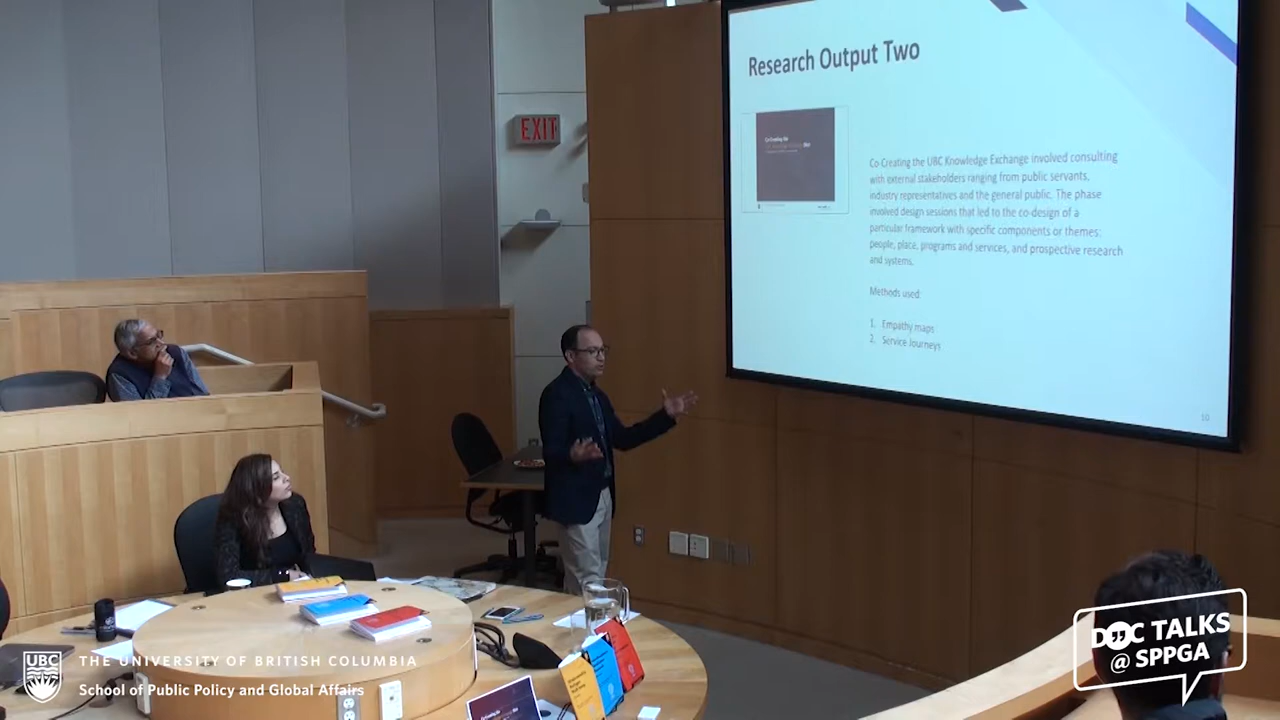 Research Output Two
Co-Creating the UBC Knowledge Exchange involved consulting
with external stakeholders ranging from public servants,
industry representatives and the general public. The phase
involved design sessions that led to the co-design of a
particular framework with specific components or themes:
people, place, programs and services, and prospective research
and systems.
Methods used:
1. Empathy maps
2. Service Journeys
10
EXIT
Co-Creating the
UBC
THE UNIVERSITY OF BRITISH COLUMBIA
School of Public Policy and Global Affairs
DOC TALKS
@ SPPGA